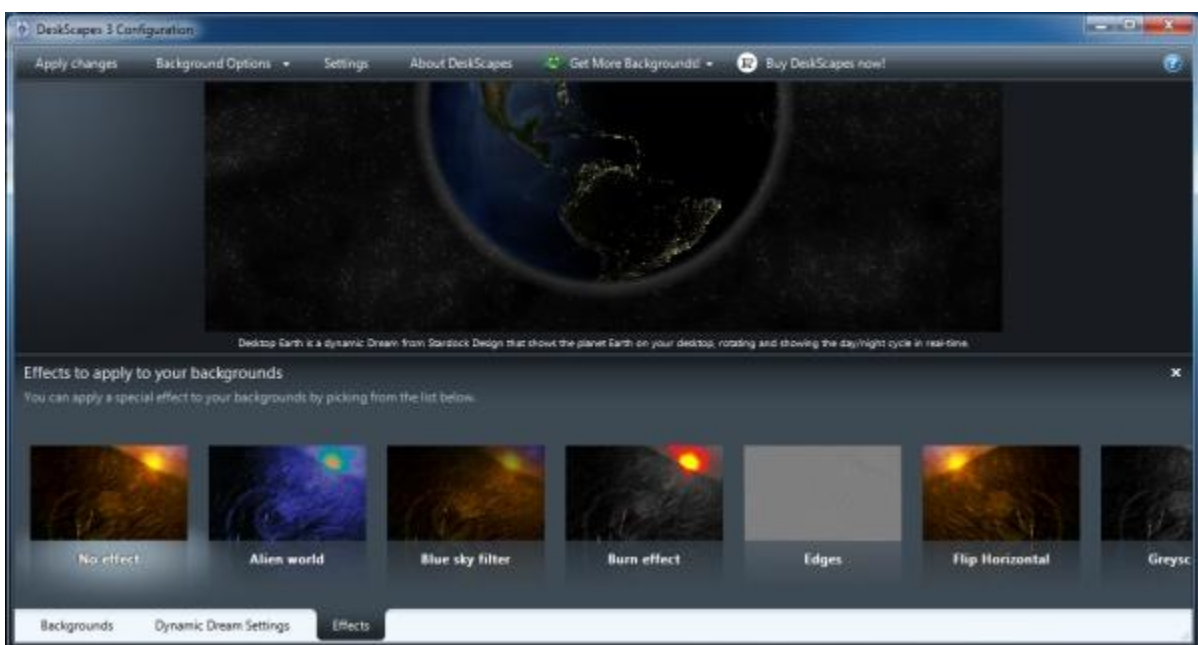 DeskScapes 3 Configuration
Apply changes Background Options Settings About DeskScapes Get More Backgrounds! Buy DeskScapes now!
Desktop Earth is a dynamic Dream from Stardock Design that shows the planet Earth on your desktop, rotating and showing the day/night cycle in real-time.
Effects to apply to your backgrounds
You can apply a special effect to your backgrounds by picking from the list below.
No effect Alien world Blue sky filter Burn effect Edges Flip Horizontal Greysc
Backgrounds Dynamic Dream Settings Effects